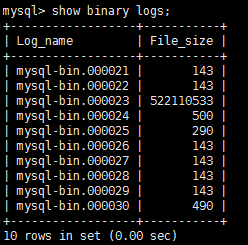 mysql> show binary logs;
+------------------+-----------+
| Log_name         | File_size |
+------------------+-----------+
| mysql-bin.000021 |       143 |
| mysql-bin.000022 |       143 |
| mysql-bin.000023 | 522110533 |
| mysql-bin.000024 |       500 |
| mysql-bin.000025 |       290 |
| mysql-bin.000026 |       143 |
| mysql-bin.000027 |       143 |
| mysql-bin.000028 |       143 |
| mysql-bin.000029 |       143 |
| mysql-bin.000030 |       490 |
+------------------+-----------+
10 rows in set (0.00 sec)